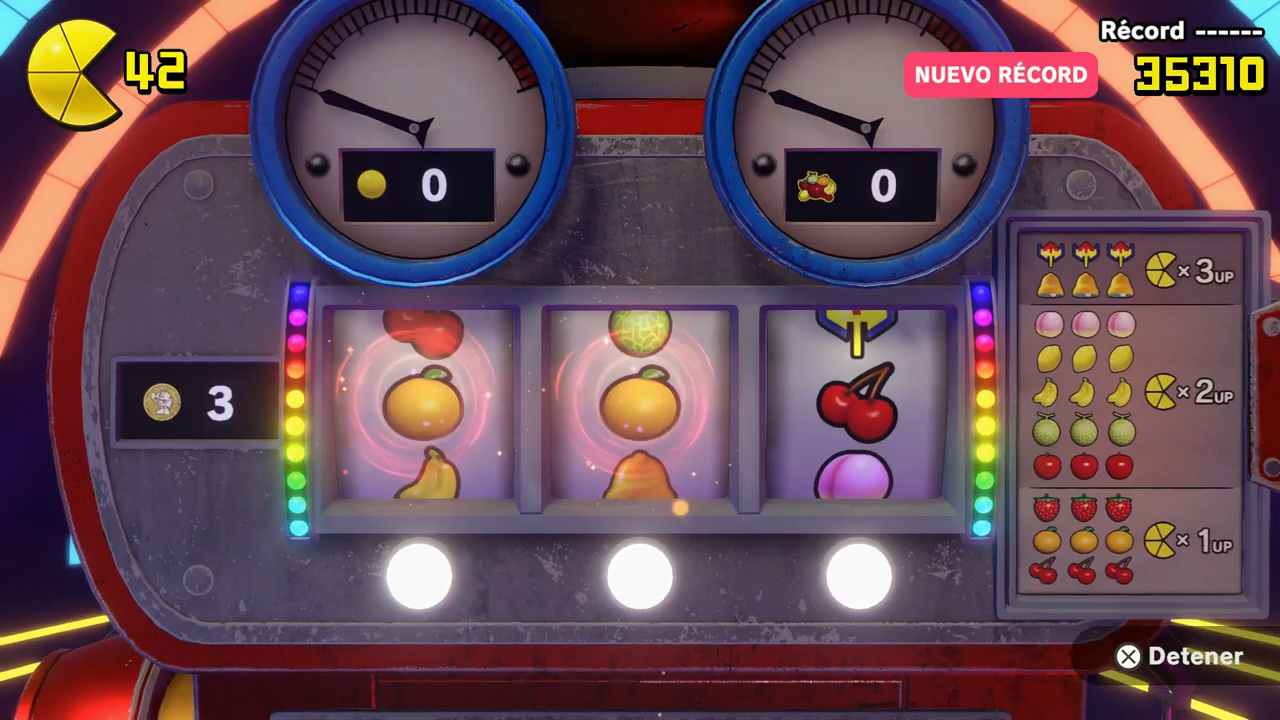 42
Récord ------
NUEVO RÉCORD
35310
0
0
× 3UP
3
× 2UP
× 1UP
Detener